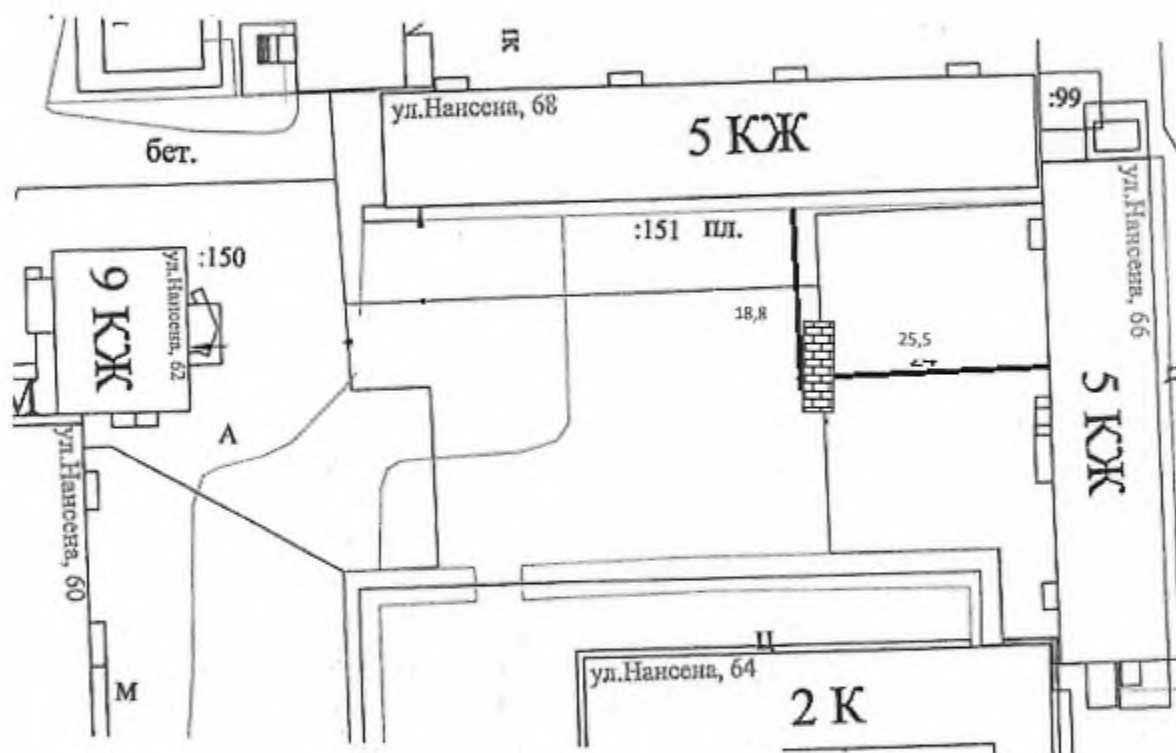 к
ул.Нансена, 68
5 КЖ
:99
бет.
:151 пл.
:150
ул.Нансена, 62
9 КЖ
ул.Нансена, 66
5 КЖ
18,8
25,5
24
А
ул.Нансена, 60
Ц
ул.Нансена, 64
2 К
М